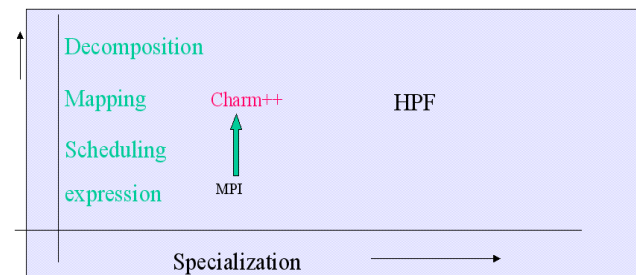 Decomposition
Mapping Charm++ HPF
Scheduling
expression MPI
Specialization